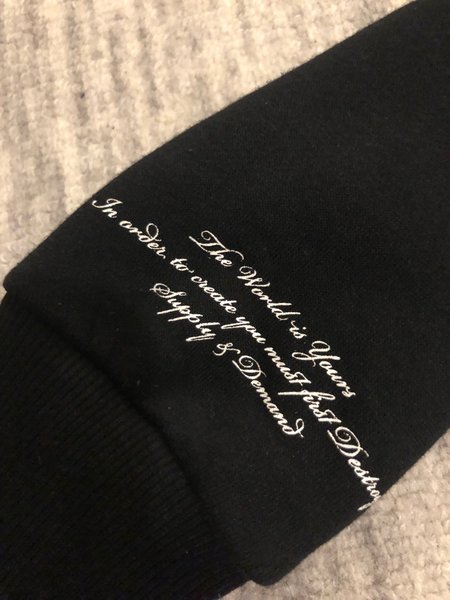 The World is Yours
In order to create you must first Destroy
Supply & Demand